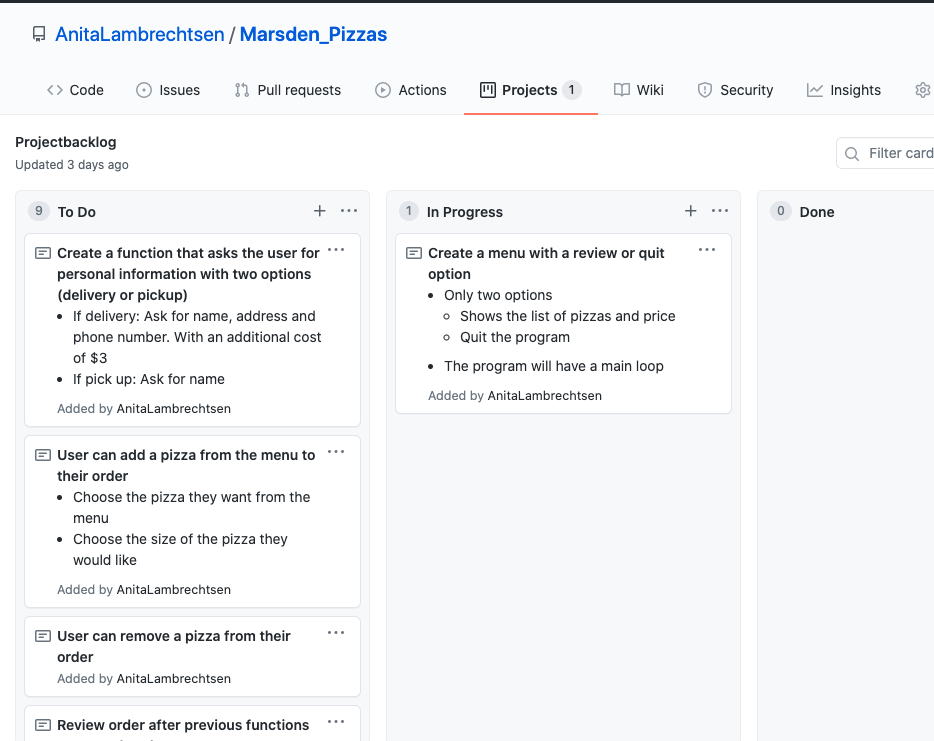 AnitaLambrechtsen / Marsden_Pizzas
Code Issues Pull requests Actions Projects 1 Wiki Security Insights
Projectbacklog
Updated 3 days ago
Filter card
9 To Do
Create a function that asks the user for
personal information with two options
(delivery or pickup)
If delivery: Ask for name, address and
phone number. With an additional cost
of $3
If pick up: Ask for name
Added by AnitaLambrechtsen
User can add a pizza from the menu to
their order
Choose the pizza they want from the
menu
Choose the size of the pizza they
would like
Added by AnitaLambrechtsen
User can remove a pizza from their
order
Added by AnitaLambrechtsen
Review order after previous functions
1 In Progress
Create a menu with a review or quit
option
Only two options
Shows the list of pizzas and price
Quit the program
The program will have a main loop
Added by AnitaLambrechtsen
0 Done